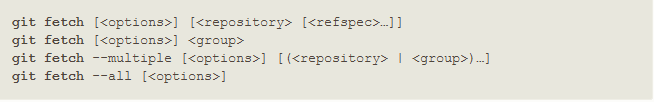 git fetch [<options>] [<repository> [<refspec>…]]
git fetch [<options>] <group>
git fetch --multiple [<options>] [(<repository> | <group>)…]
git fetch --all [<options>]